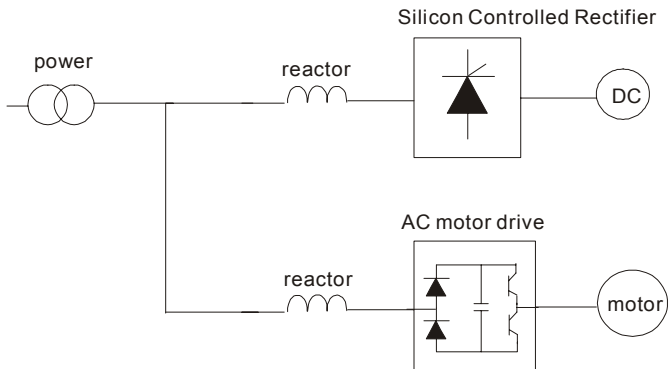 Silicon Controlled Rectifier
power
reactor
DC
AC motor drive
reactor
motor